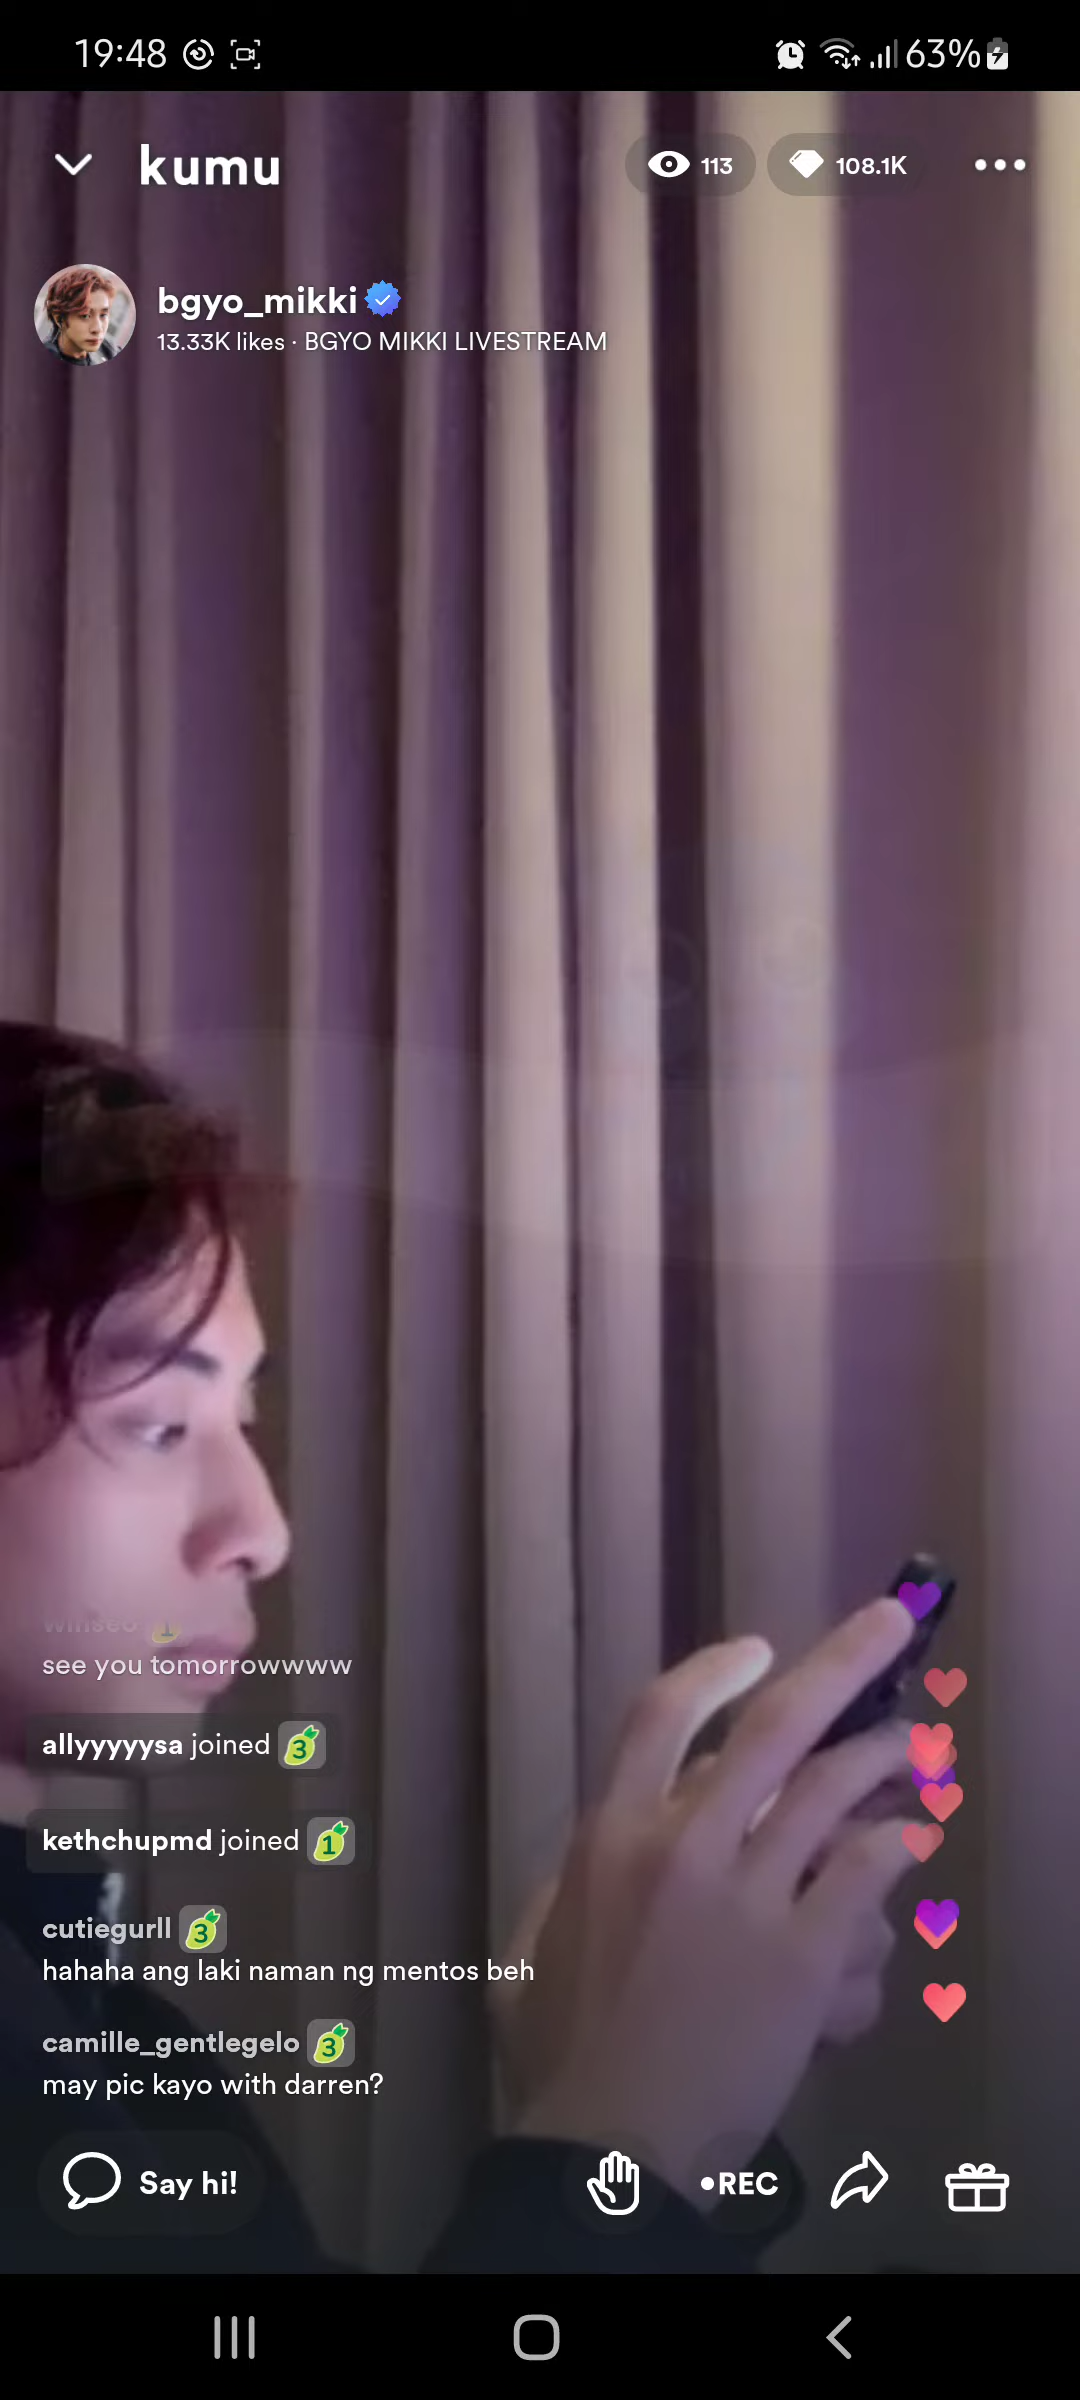 19:48
63%
kumu
113
108.1K
bgyo_mikki
13.33K likes · BGYO MIKKI LIVESTREAM
winseo 1
see you tomorrowwww
allyyyyysa joined 3
kethchupmd joined 1
cutiegurll 3
hahaha ang laki naman ng mentos beh
camille_gentlegelo 3
may pic kayo with darren?
Say hi!
•REC